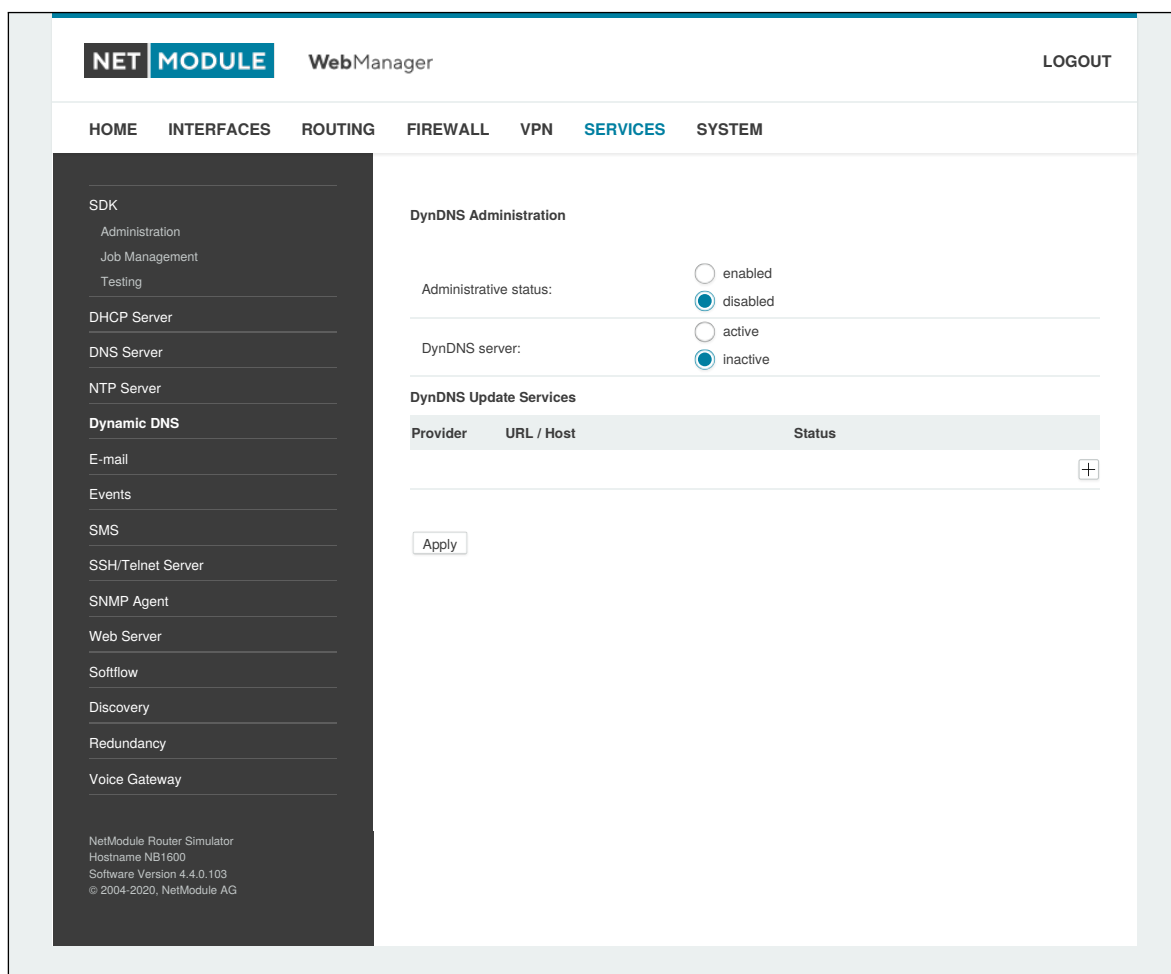 NET MODULE WebManager LOGOUT
HOME INTERFACES ROUTING FIREWALL VPN SERVICES SYSTEM
SDK
Administration
Job Management
Testing
DHCP Server
DNS Server
NTP Server
Dynamic DNS
E-mail
Events
SMS
SSH/Telnet Server
SNMP Agent
Web Server
Softflow
Discovery
Redundancy
Voice Gateway
NetModule Router Simulator
Hostname NB1600
Software Version 4.4.0.103
© 2004-2020, NetModule AG
DynDNS Administration
Administrative status:
enabled
disabled
DynDNS server:
active
inactive
DynDNS Update Services
Provider URL / Host Status
Apply